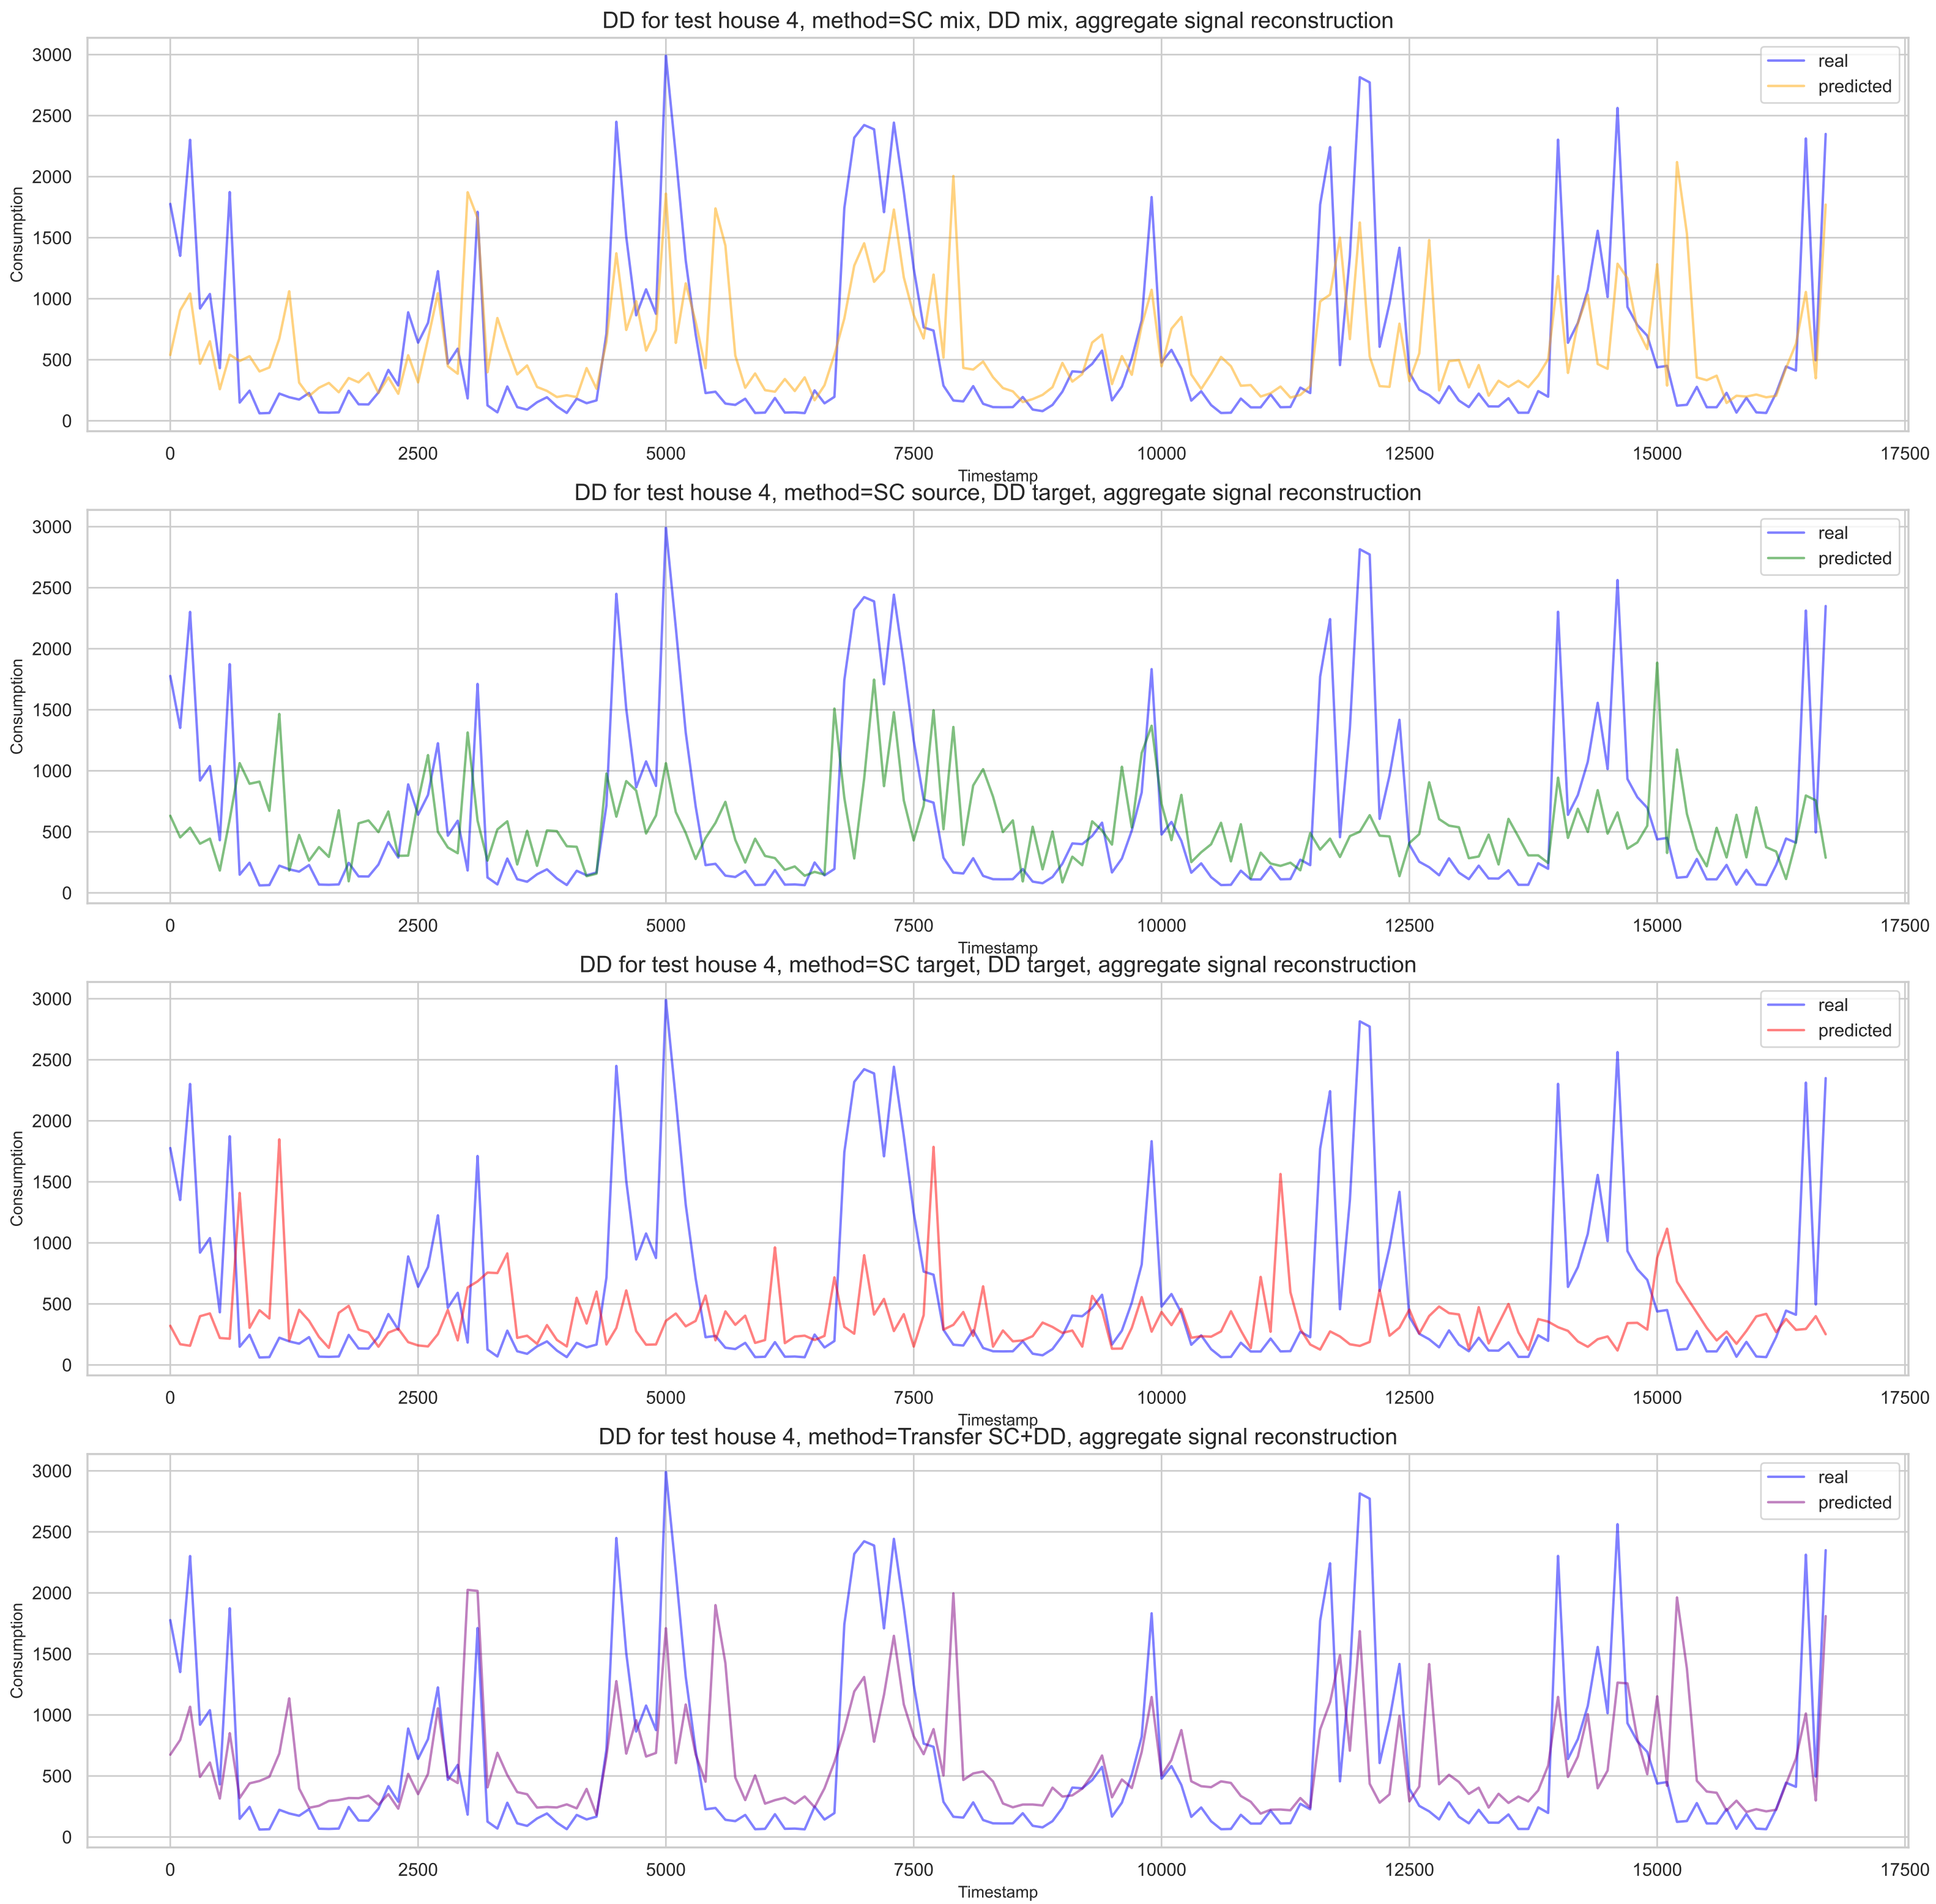 DD for test house 4, method=SC mix, DD mix, aggregate signal reconstruction
3000
2500
2000
1500
1000
500
0
Consumption
real
predicted
0 2500 5000 7500 10000 12500 15000 17500
Timestamp
DD for test house 4, method=SC source, DD target, aggregate signal reconstruction
3000
2500
2000
1500
1000
500
0
Consumption
real
predicted
0 2500 5000 7500 10000 12500 15000 17500
Timestamp
DD for test house 4, method=SC target, DD target, aggregate signal reconstruction
3000
2500
2000
1500
1000
500
0
Consumption
real
predicted
0 2500 5000 7500 10000 12500 15000 17500
Timestamp
DD for test house 4, method=Transfer SC+DD, aggregate signal reconstruction
3000
2500
2000
1500
1000
500
0
Consumption
real
predicted
0 2500 5000 7500 10000 12500 15000 17500
Timestamp